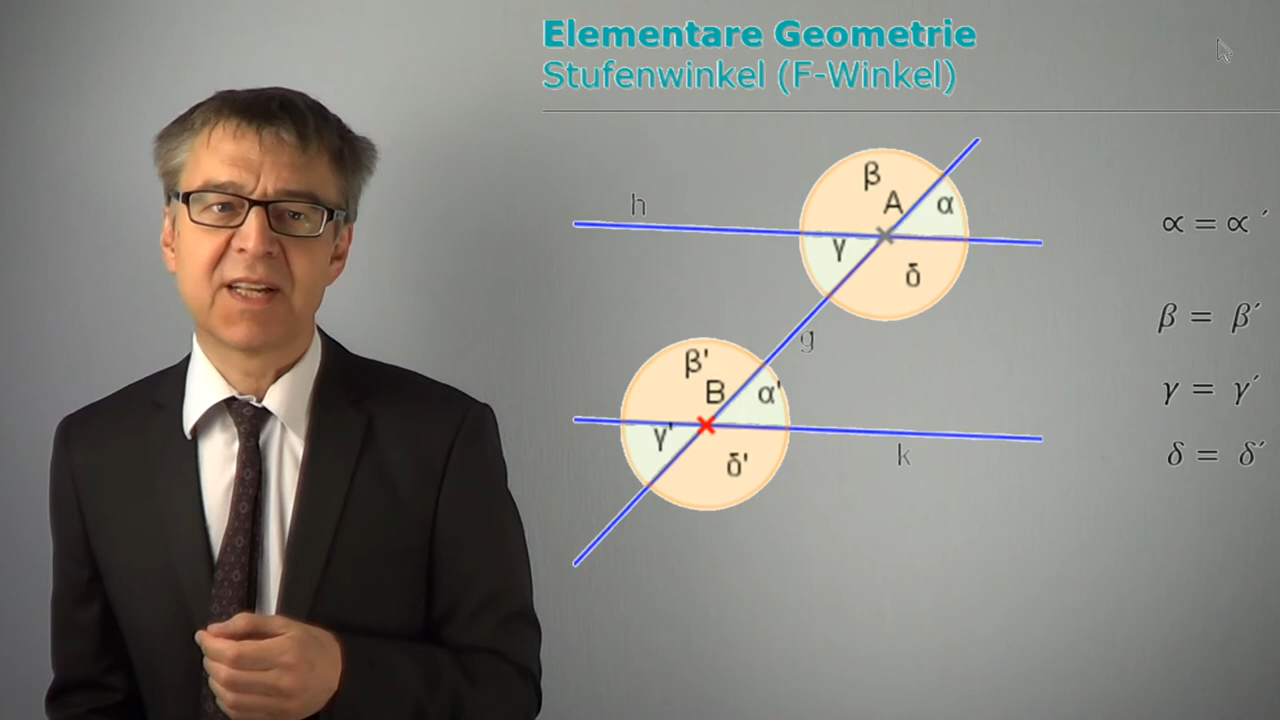 Elementare Geometrie
Stufenwinkel (F-Winkel)
β
A
α
h
γ
δ
g
β'
B
α'
γ'
δ'
k
∝ = ∝ ´
β = β´
γ = γ´
δ = δ´